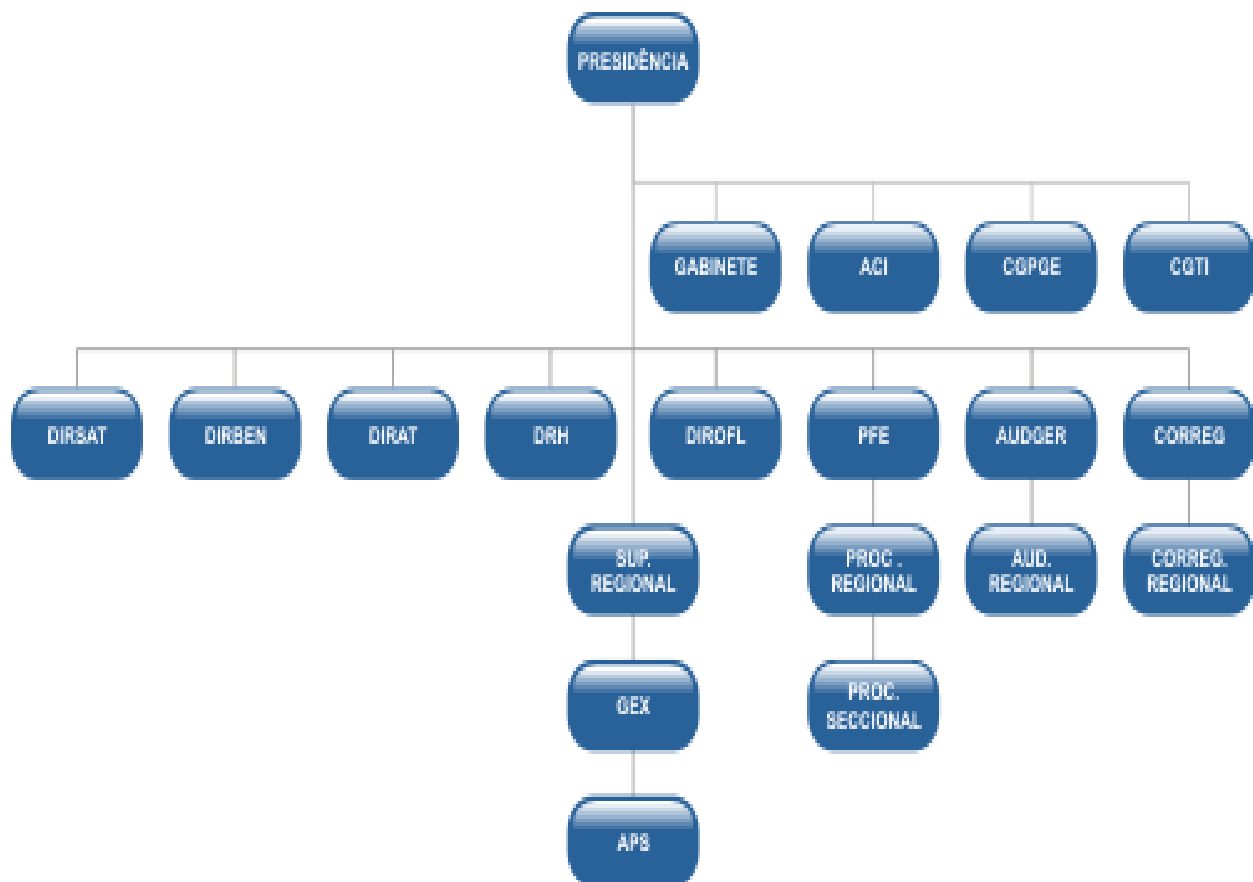 PRESIDÊNCIA
GABINETE
ACI
CGPGE
CGTI
DIRSAT
DIRBEN
DIRAT
DRH
DIROFL
PFE
AUDGER
CORREG
SUP.
REGIONAL
PROC .
REGIONAL
AUD.
REGIONAL
CORREG.
REGIONAL
GEX
PROC.
SECCIONAL
APS